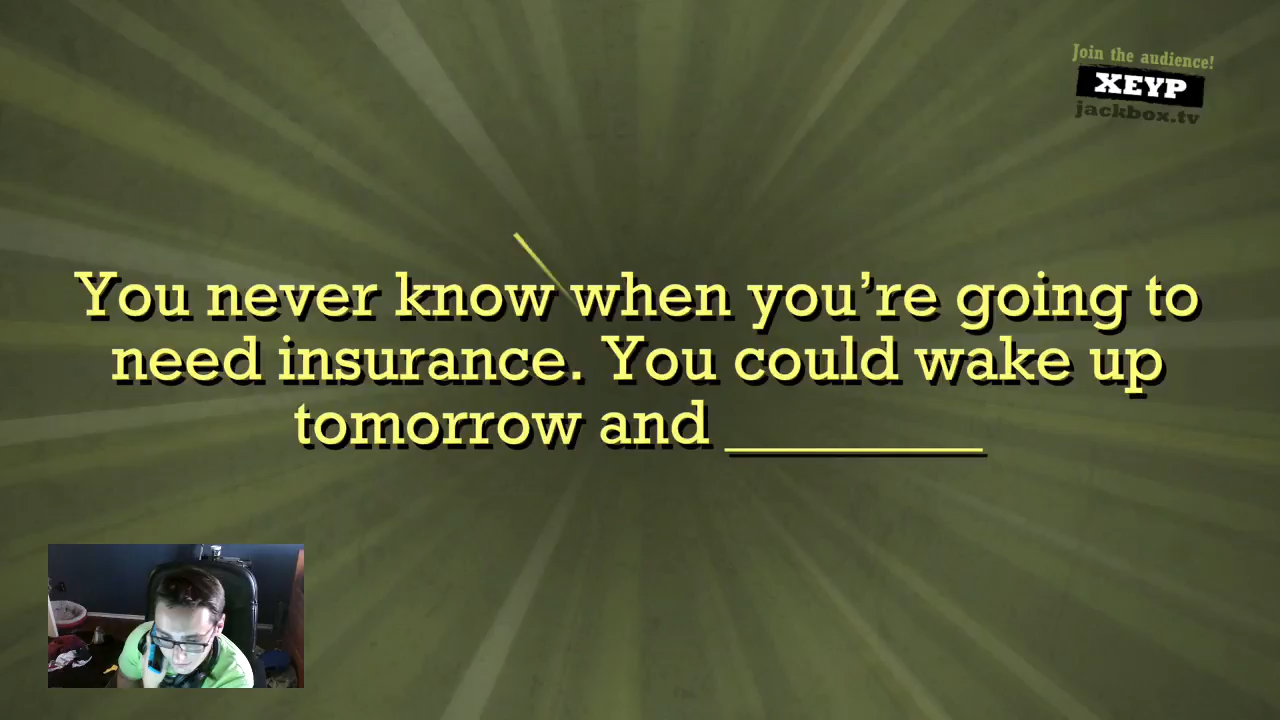 Join the audience!
XEYP
jackbox.tv
You never know when you’re going to
need insurance. You could wake up
tomorrow and ________